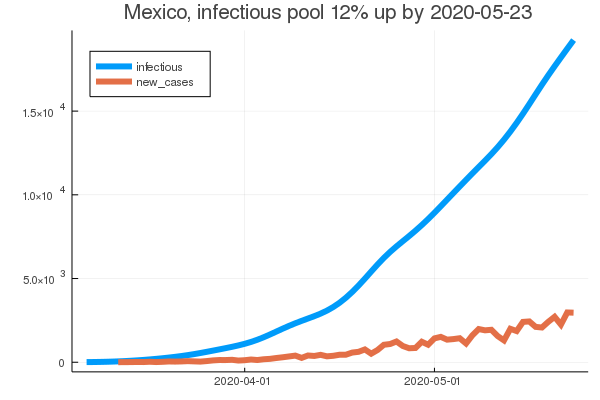 Mexico, infectious pool 12% up by 2020-05-23
infectious
new_cases
1.5×10⁴
1.0×10⁴
5.0×10³
0
2020-04-01
2020-05-01